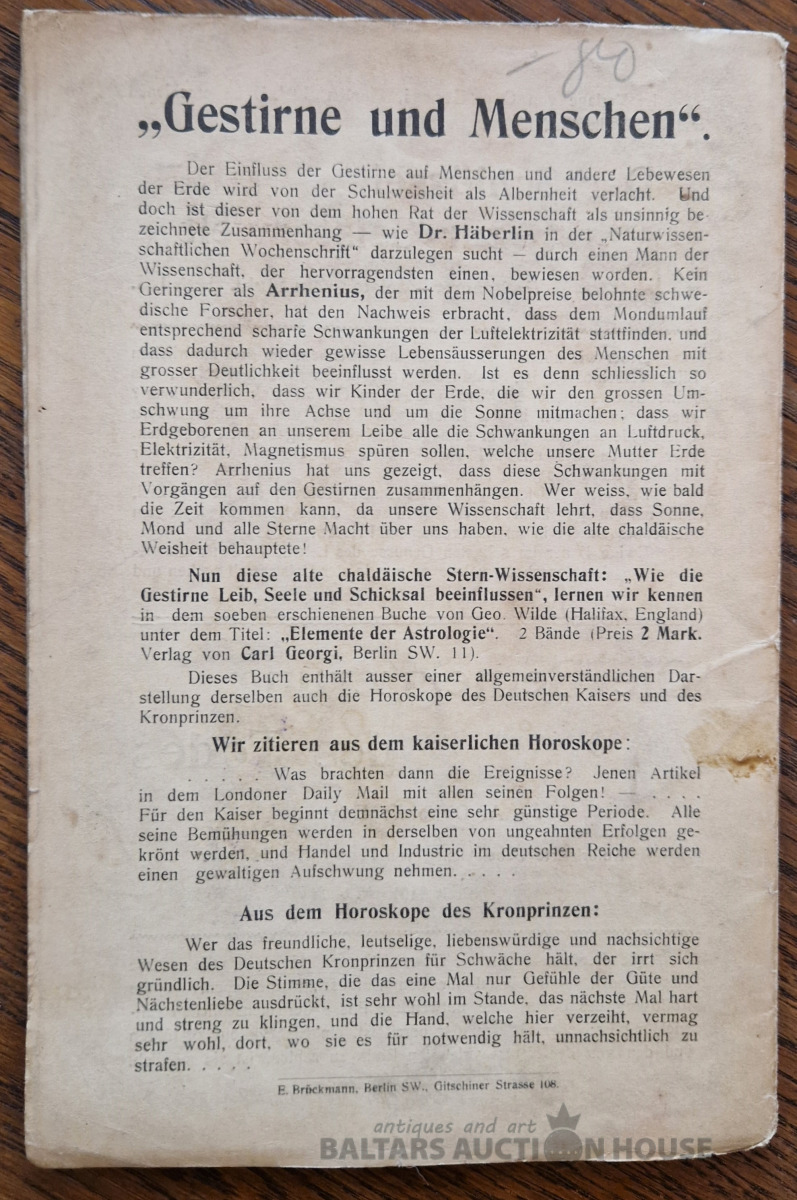 — 80
„Gestirne und Menschen“.
Der Einfluss der Gestirne auf Menschen und andere Lebewesen
der Erde wird von der Schulweisheit als Albernheit verlacht. Und
doch ist dieser von dem hohen Rat der Wissenschaft als unsinnig be-
zeichnete Zusammenhang — wie Dr. Häberlin in der „Naturwissen-
schaftlichen Wochenschrift“ darzulegen sucht — durch einen Mann der
Wissenschaft, der hervorragendsten einen, bewiesen worden. Kein
Geringerer als Arrhenius, der mit dem Nobelpreise belohnte schwe-
dische Forscher, hat den Nachweis erbracht, dass dem Mondumlauf
entsprechend scharfe Schwankungen der Luftelektrizität stattfinden, und
dass dadurch wieder gewisse Lebensäusserungen des Menschen mit
grosser Deutlichkeit beeinflusst werden. Ist es denn schliesslich so
verwunderlich, dass wir Kinder der Erde, die wir den grossen Um-
schwung um ihre Achse und um die Sonne mitmachen; dass wir
Erdgeborenen an unserem Leibe alle die Schwankungen an Luftdruck,
Elektrizität, Magnetismus spüren sollen, welche unsere Mutter Erde
treffen? Arrhenius hat uns gezeigt, dass diese Schwankungen mit
Vorgängen auf den Gestirnen zusammenhängen. Wer weiss, wie bald
die Zeit kommen kann, da unsere Wissenschaft lehrt, dass Sonne,
Mond und alle Sterne Macht über uns haben, wie die alte chaldäische
Weisheit behauptete!
Nun diese alte chaldäische Stern-Wissenschaft: „Wie die
Gestirne Leib, Seele und Schicksal beeinflussen“, lernen wir kennen
in dem soeben erschienenen Buche von Geo. Wilde (Halifax, England)
unter dem Titel: „Elemente der Astrologie“. 2 Bände (Preis 2 Mark.
Verlag von Carl Georgi, Berlin SW. 11).
Dieses Buch enthält ausser einer allgemeinverständlichen Dar-
stellung derselben auch die Horoskope des Deutschen Kaisers und des
Kronprinzen.
Wir zitieren aus dem kaiserlichen Horoskope:
. . . . . Was brachten dann die Ereignisse? Jenen Artikel
in dem Londoner Daily Mail mit allen seinen Folgen! — . . . .
Für den Kaiser beginnt demnächst eine sehr günstige Periode. Alle
seine Bemühungen werden in derselben von ungeahnten Erfolgen ge-
krönt werden, und Handel und Industrie im deutschen Reiche werden
einen gewaltigen Aufschwung nehmen. . . . .
Aus dem Horoskope des Kronprinzen:
Wer das freundliche, leutselige, liebenswürdige und nachsichtige
Wesen des Deutschen Kronprinzen für Schwäche hält, der irrt sich
gründlich. Die Stimme, die das eine Mal nur Gefühle der Güte und
Nächstenliebe ausdrückt, ist sehr wohl im Stande, das nächste Mal hart
und streng zu klingen, und die Hand, welche hier verzeiht, vermag
sehr wohl, dort, wo sie es für notwendig hält, unnachsichtlich zu
strafen. . . . .
E. Brückmann, Berlin SW., Gitschiner Strasse 108.
antiques and art
BALTARS AUCTION HOUSE